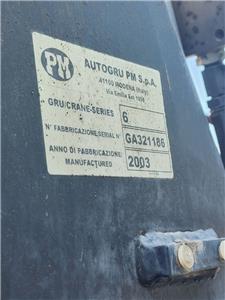 PM
AUTOGRU PM S.p.A.
41100 MODENA (Italy)
Via Emilia Est 1058
GRU/CRANE-SERIES 6
N° FABBRICAZIONE/SERIAL N° GA321186
ANNO DI FABBRICAZIONE: 2003
MANUFACTURED